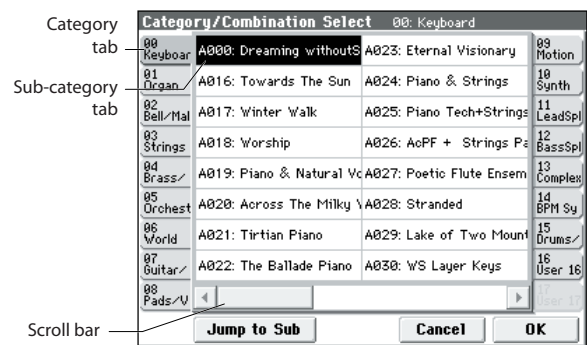 Category/Combination Select 00: Keyboard
Category tab
Sub-category tab
Scroll bar
00 Keyboar
01 Organ
02 Bell/Mal
03 Strings
04 Brass/
05 Orchest
06 World
07 Guitar/
08 Pads/V
A000: Dreaming withoutS
A016: Towards The Sun
A017: Winter Walk
A018: Worship
A019: Piano & Natural Vo
A020: Across The Milky
A021: Tirtian Piano
A022: The Ballade Piano
A023: Eternal Visionary
A024: Piano & Strings
A025: Piano Tech+Strings
A026: AcPF + Strings Pa
A027: Poetic Flute Ensem
A028: Stranded
A029: Lake of Two Mount
A030: WS Layer Keys
09 Motion
10 Synth
11 LeadSpl
12 BassSpl
13 Complex
14 BPM Sy
15 Drums/
16 User 16
17 User 17
Jump to Sub
Cancel
OK